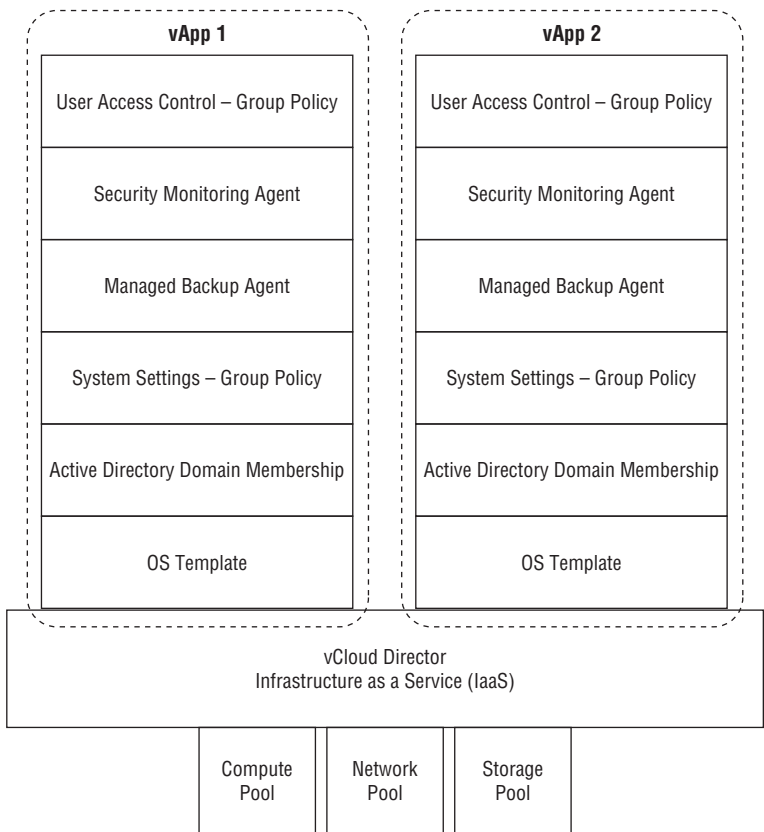 vApp 1
User Access Control – Group Policy
Security Monitoring Agent
Managed Backup Agent
System Settings – Group Policy
Active Directory Domain Membership
OS Template
vApp 2
User Access Control – Group Policy
Security Monitoring Agent
Managed Backup Agent
System Settings – Group Policy
Active Directory Domain Membership
OS Template
vCloud Director
Infrastructure as a Service (IaaS)
Compute
Pool
Network
Pool
Storage
Pool